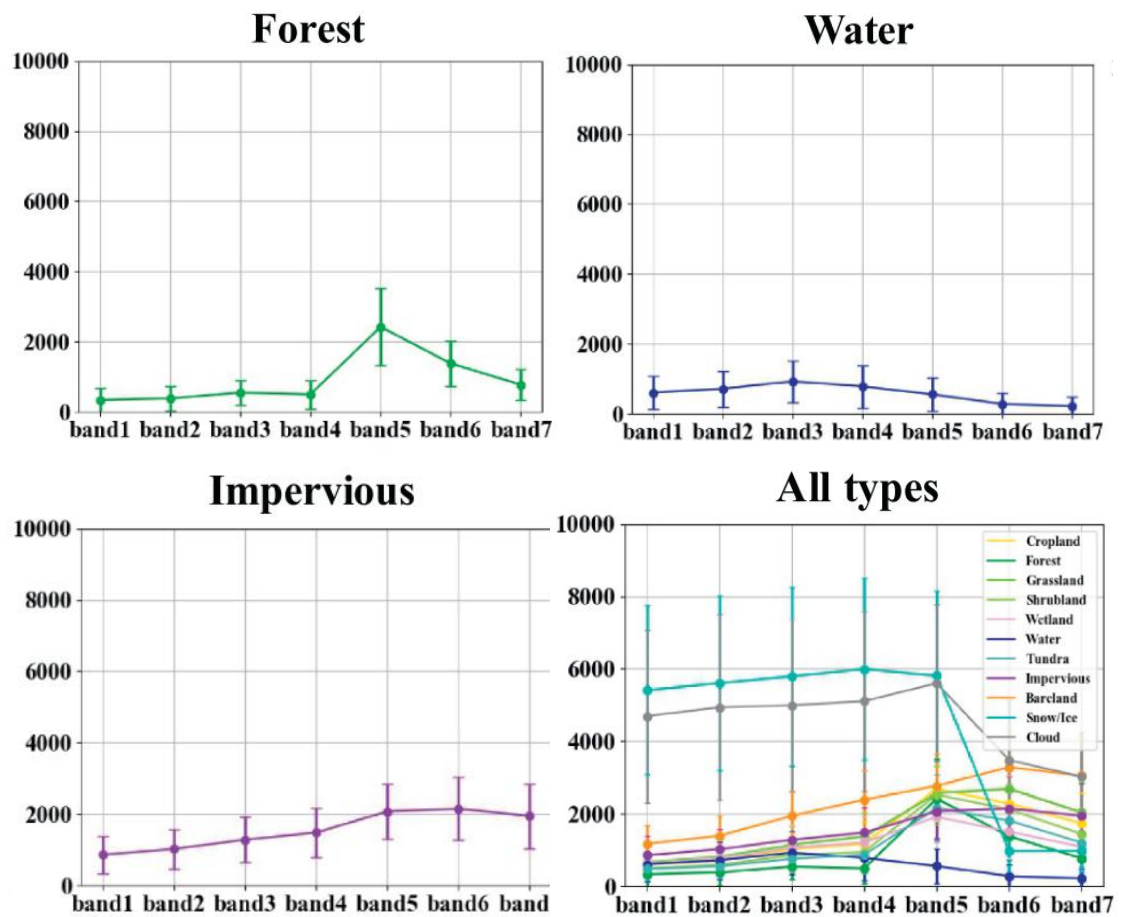 Forest
10000
8000
6000
4000
2000
0
band1 band2 band3 band4 band5 band6 band7
Water
10000
8000
6000
4000
2000
0
band1 band2 band3 band4 band5 band6 band7
Impervious
10000
8000
6000
4000
2000
0
band1 band2 band3 band4 band5 band6 band
All types
10000
8000
6000
4000
2000
0
band1 band2 band3 band4 band5 band6 band7
Cropland
Forest
Grassland
Shrubland
Wetland
Water
Tundra
Impervious
Bareland
Snow/Ice
Cloud